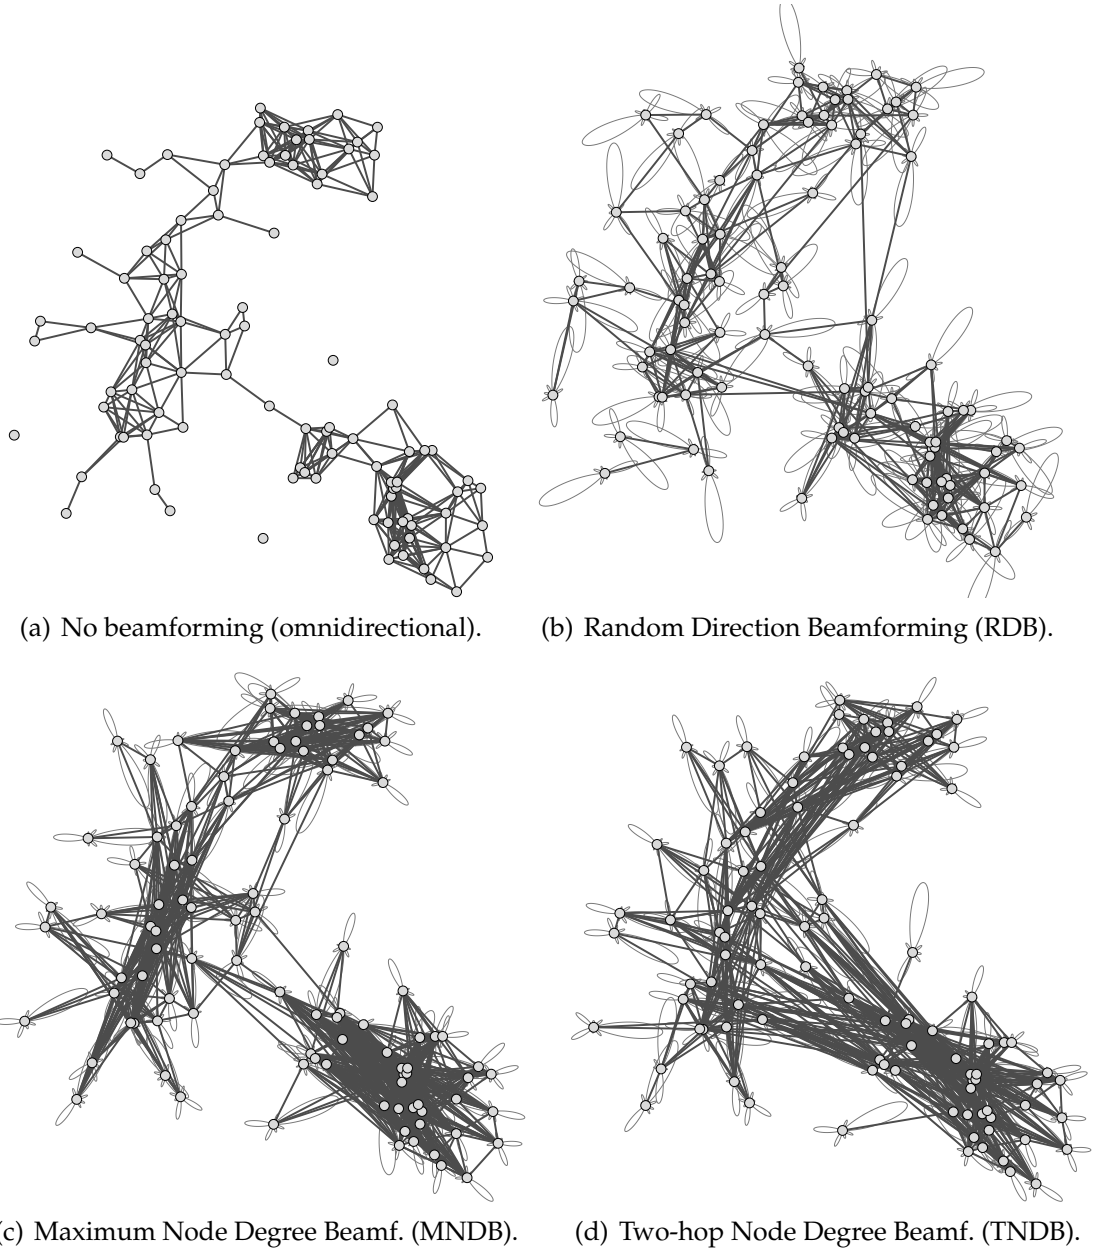 (a) No beamforming (omnidirectional).
(b) Random Direction Beamforming (RDB).
(c) Maximum Node Degree Beamf. (MNDB).
(d) Two-hop Node Degree Beamf. (TNDB).